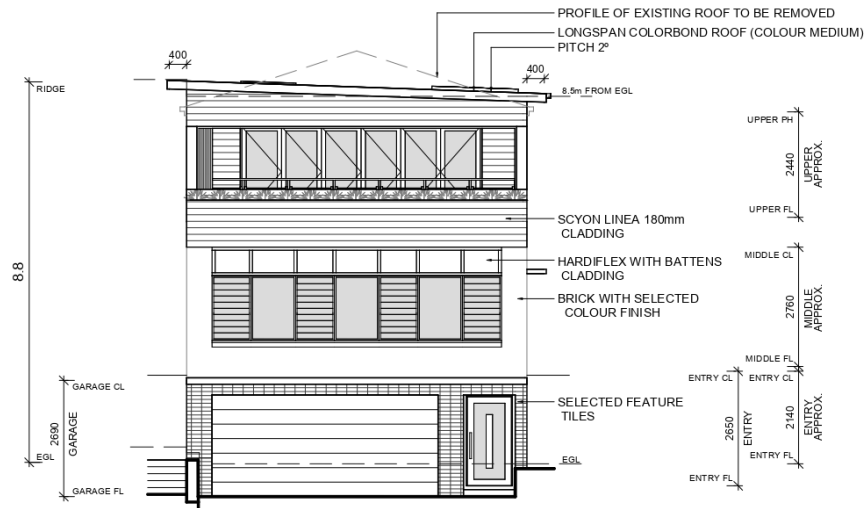 PROFILE OF EXISTING ROOF TO BE REMOVED
LONGSPAN COLORBOND ROOF (COLOUR MEDIUM)
PITCH 2º
400
400
RIDGE
8.5m FROM EGL
UPPER PH
2440
UPPER
APPROX.
UPPER FL
SCYON LINEA 180mm
CLADDING
MIDDLE CL
HARDIFLEX WITH BATTENS
CLADDING
8.8
BRICK WITH SELECTED
COLOUR FINISH
2760
MIDDLE
APPROX.
MIDDLE FL
GARAGE CL
ENTRY CL
ENTRY CL
SELECTED FEATURE
TILES
2690
GARAGE
2650
ENTRY
2140
ENTRY
APPROX.
EGL
EGL
ENTRY FL
ENTRY FL
GARAGE FL